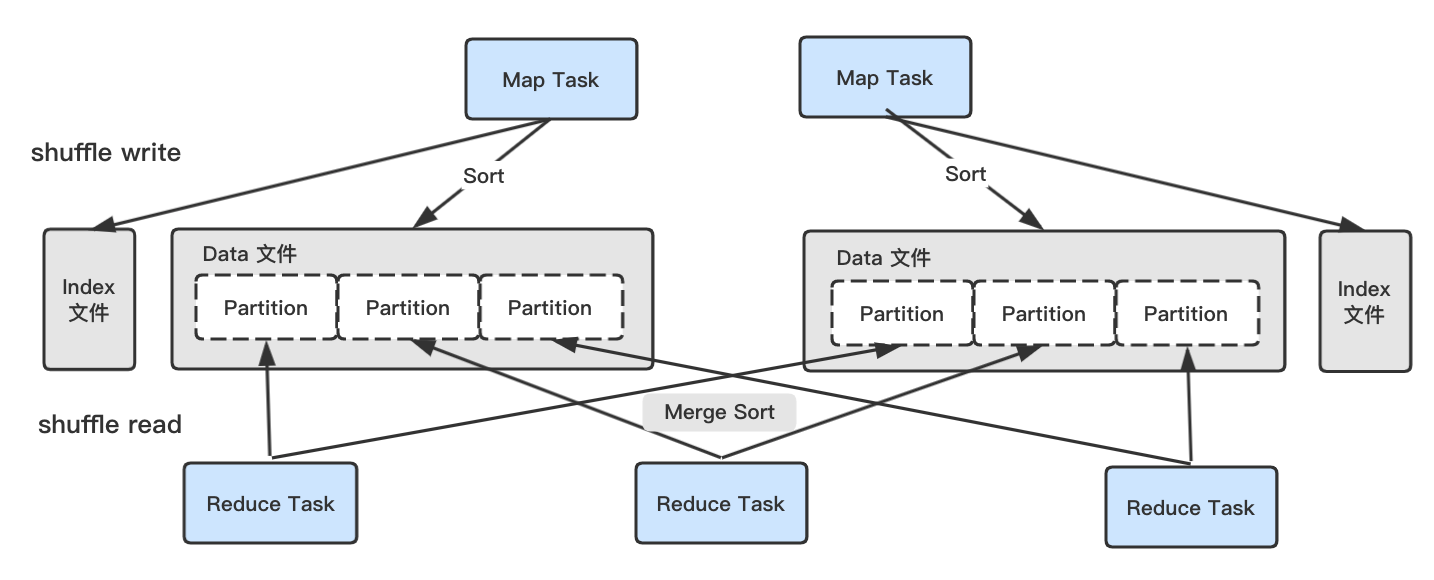 Map Task
Map Task
shuffle write
Sort
Sort
Index
文件
Data 文件
Partition
Partition
Partition
Data 文件
Partition
Partition
Partition
Index
文件
Merge Sort
shuffle read
Reduce Task
Reduce Task
Reduce Task